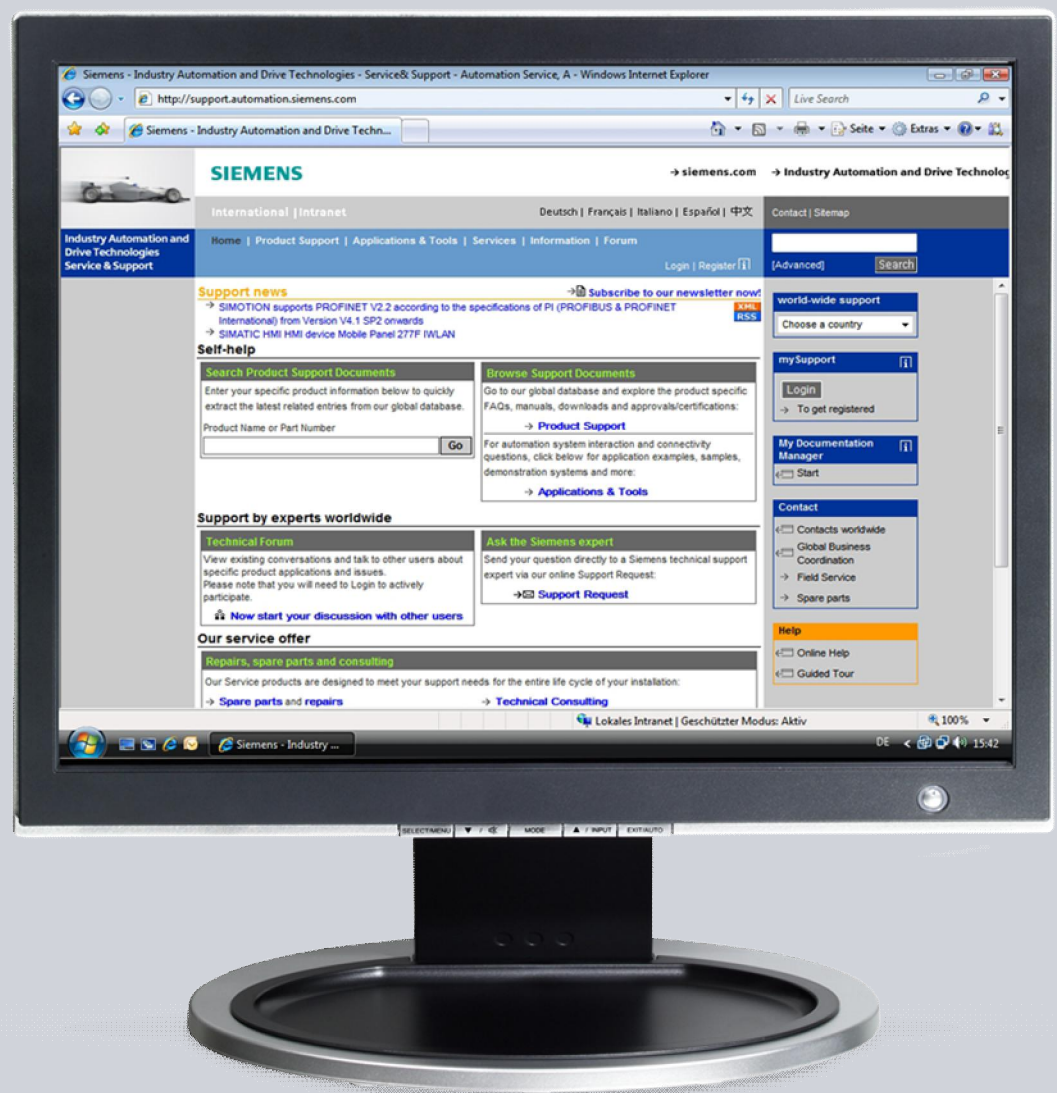 Siemens - Industry Automation and Drive Technologies - Service& Support - Automation Service, A - Windows Internet Explorer
http://support.automation.siemens.com
Live Search
Siemens - Industry Automation and Drive Techn...
Seite
Extras
SIEMENS
→ siemens.com → Industry Automation and Drive Technolog
International |Intranet
Deutsch | Français | Italiano | Español | 中文
Contact | Sitemap
Industry Automation and
Drive Technologies
Service & Support
Home | Product Support | Applications & Tools | Services | Information | Forum
Login | Register
[Advanced] Search
Support news
→ Subscribe to our newsletter now!
→ SIMOTION supports PROFINET V2.2 according to the specifications of PI (PROFIBUS & PROFINET
International) from Version V4.1 SP2 onwards
XML
RSS
→ SIMATIC HMI HMI device Mobile Panel 277F IWLAN
Self-help
Search Product Support Documents
Enter your specific product information below to quickly
extract the latest related entries from our global database.
Product Name or Part Number
Go
Browse Support Documents
Go to our global database and explore the product specific
FAQs, manuals, downloads and approvals/certifications:
→ Product Support
For automation system interaction and connectivity
questions, click below for application examples, samples,
demonstration systems and more:
→ Applications & Tools
Support by experts worldwide
Technical Forum
View existing conversations and talk to other users about
specific product applications and issues.
Please note that you will need to Login to actively
participate.
Now start your discussion with other users
Ask the Siemens expert
Send your question directly to a Siemens technical support
expert via our online Support Request:
→ Support Request
Our service offer
Repairs, spare parts and consulting
Our Service products are designed to meet your support needs for the entire life cycle of your installation:
→ Spare parts and repairs
→ Technical Consulting
world-wide support
Choose a country
mySupport
Login
→ To get registered
My Documentation
Manager
Start
Contact
Contacts worldwide
Global Business
Coordination
→ Field Service
→ Spare parts
Help
Online Help
Guided Tour
Lokales Intranet | Geschützter Modus: Aktiv
100%
Siemens - Industry ...
DE
15:42
SELECT/MENU ▼ / MODE ▲ / INPUT EXIT/AUTO